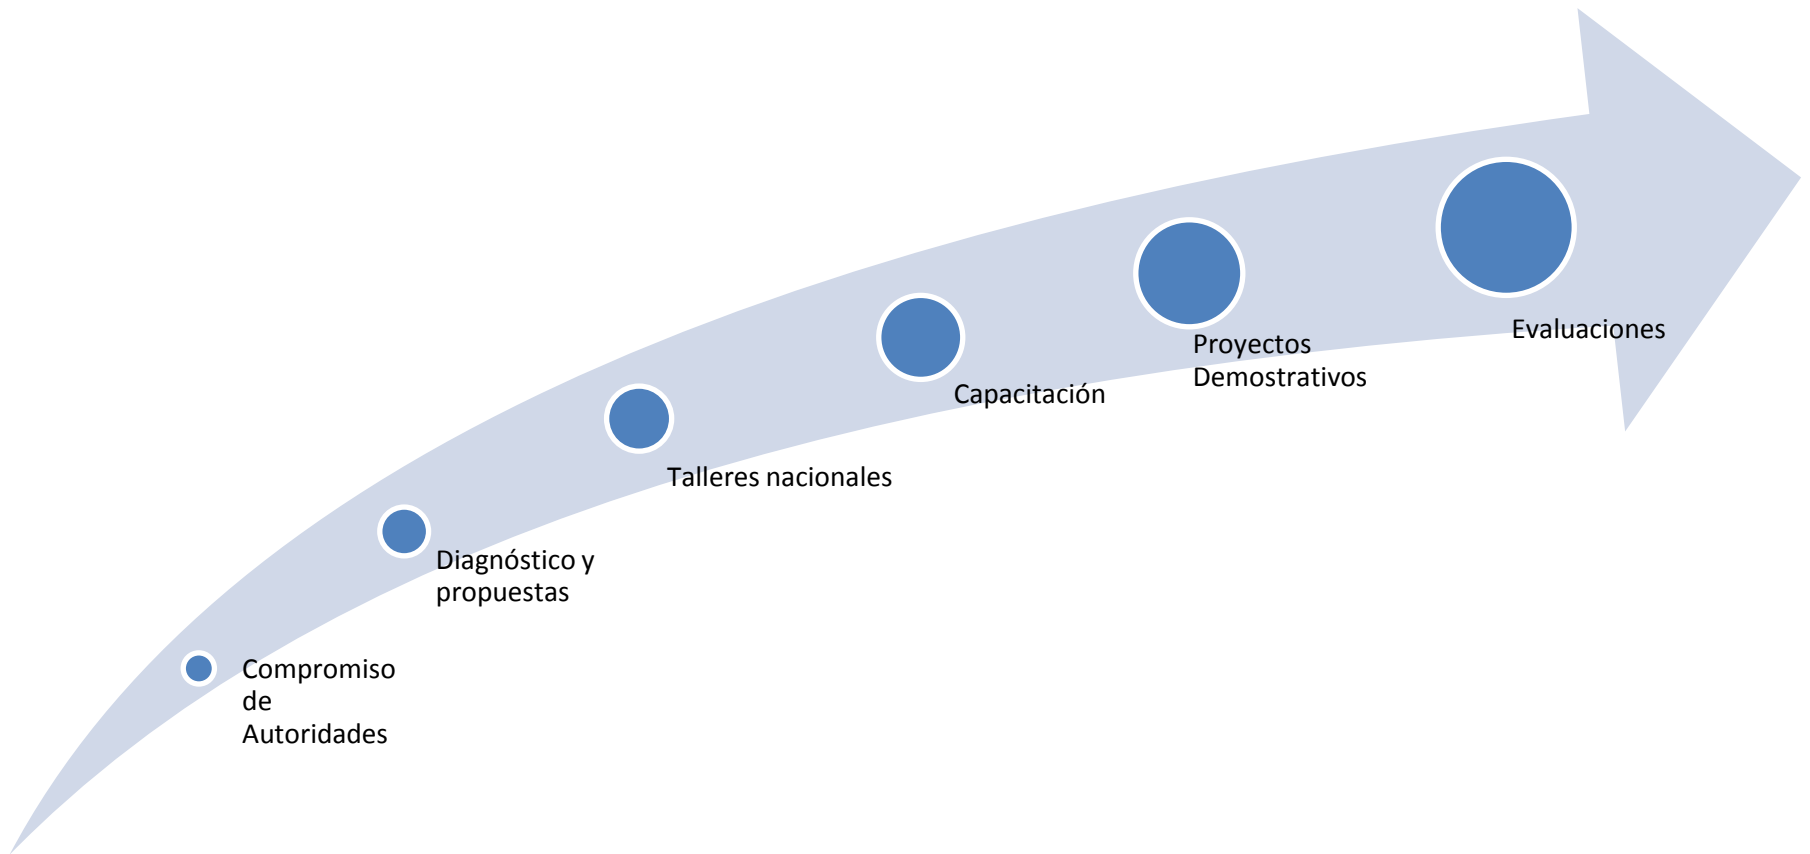 Compromiso
de
Autoridades
Diagnóstico y
propuestas
Talleres nacionales
Capacitación
Proyectos
Demostrativos
Evaluaciones